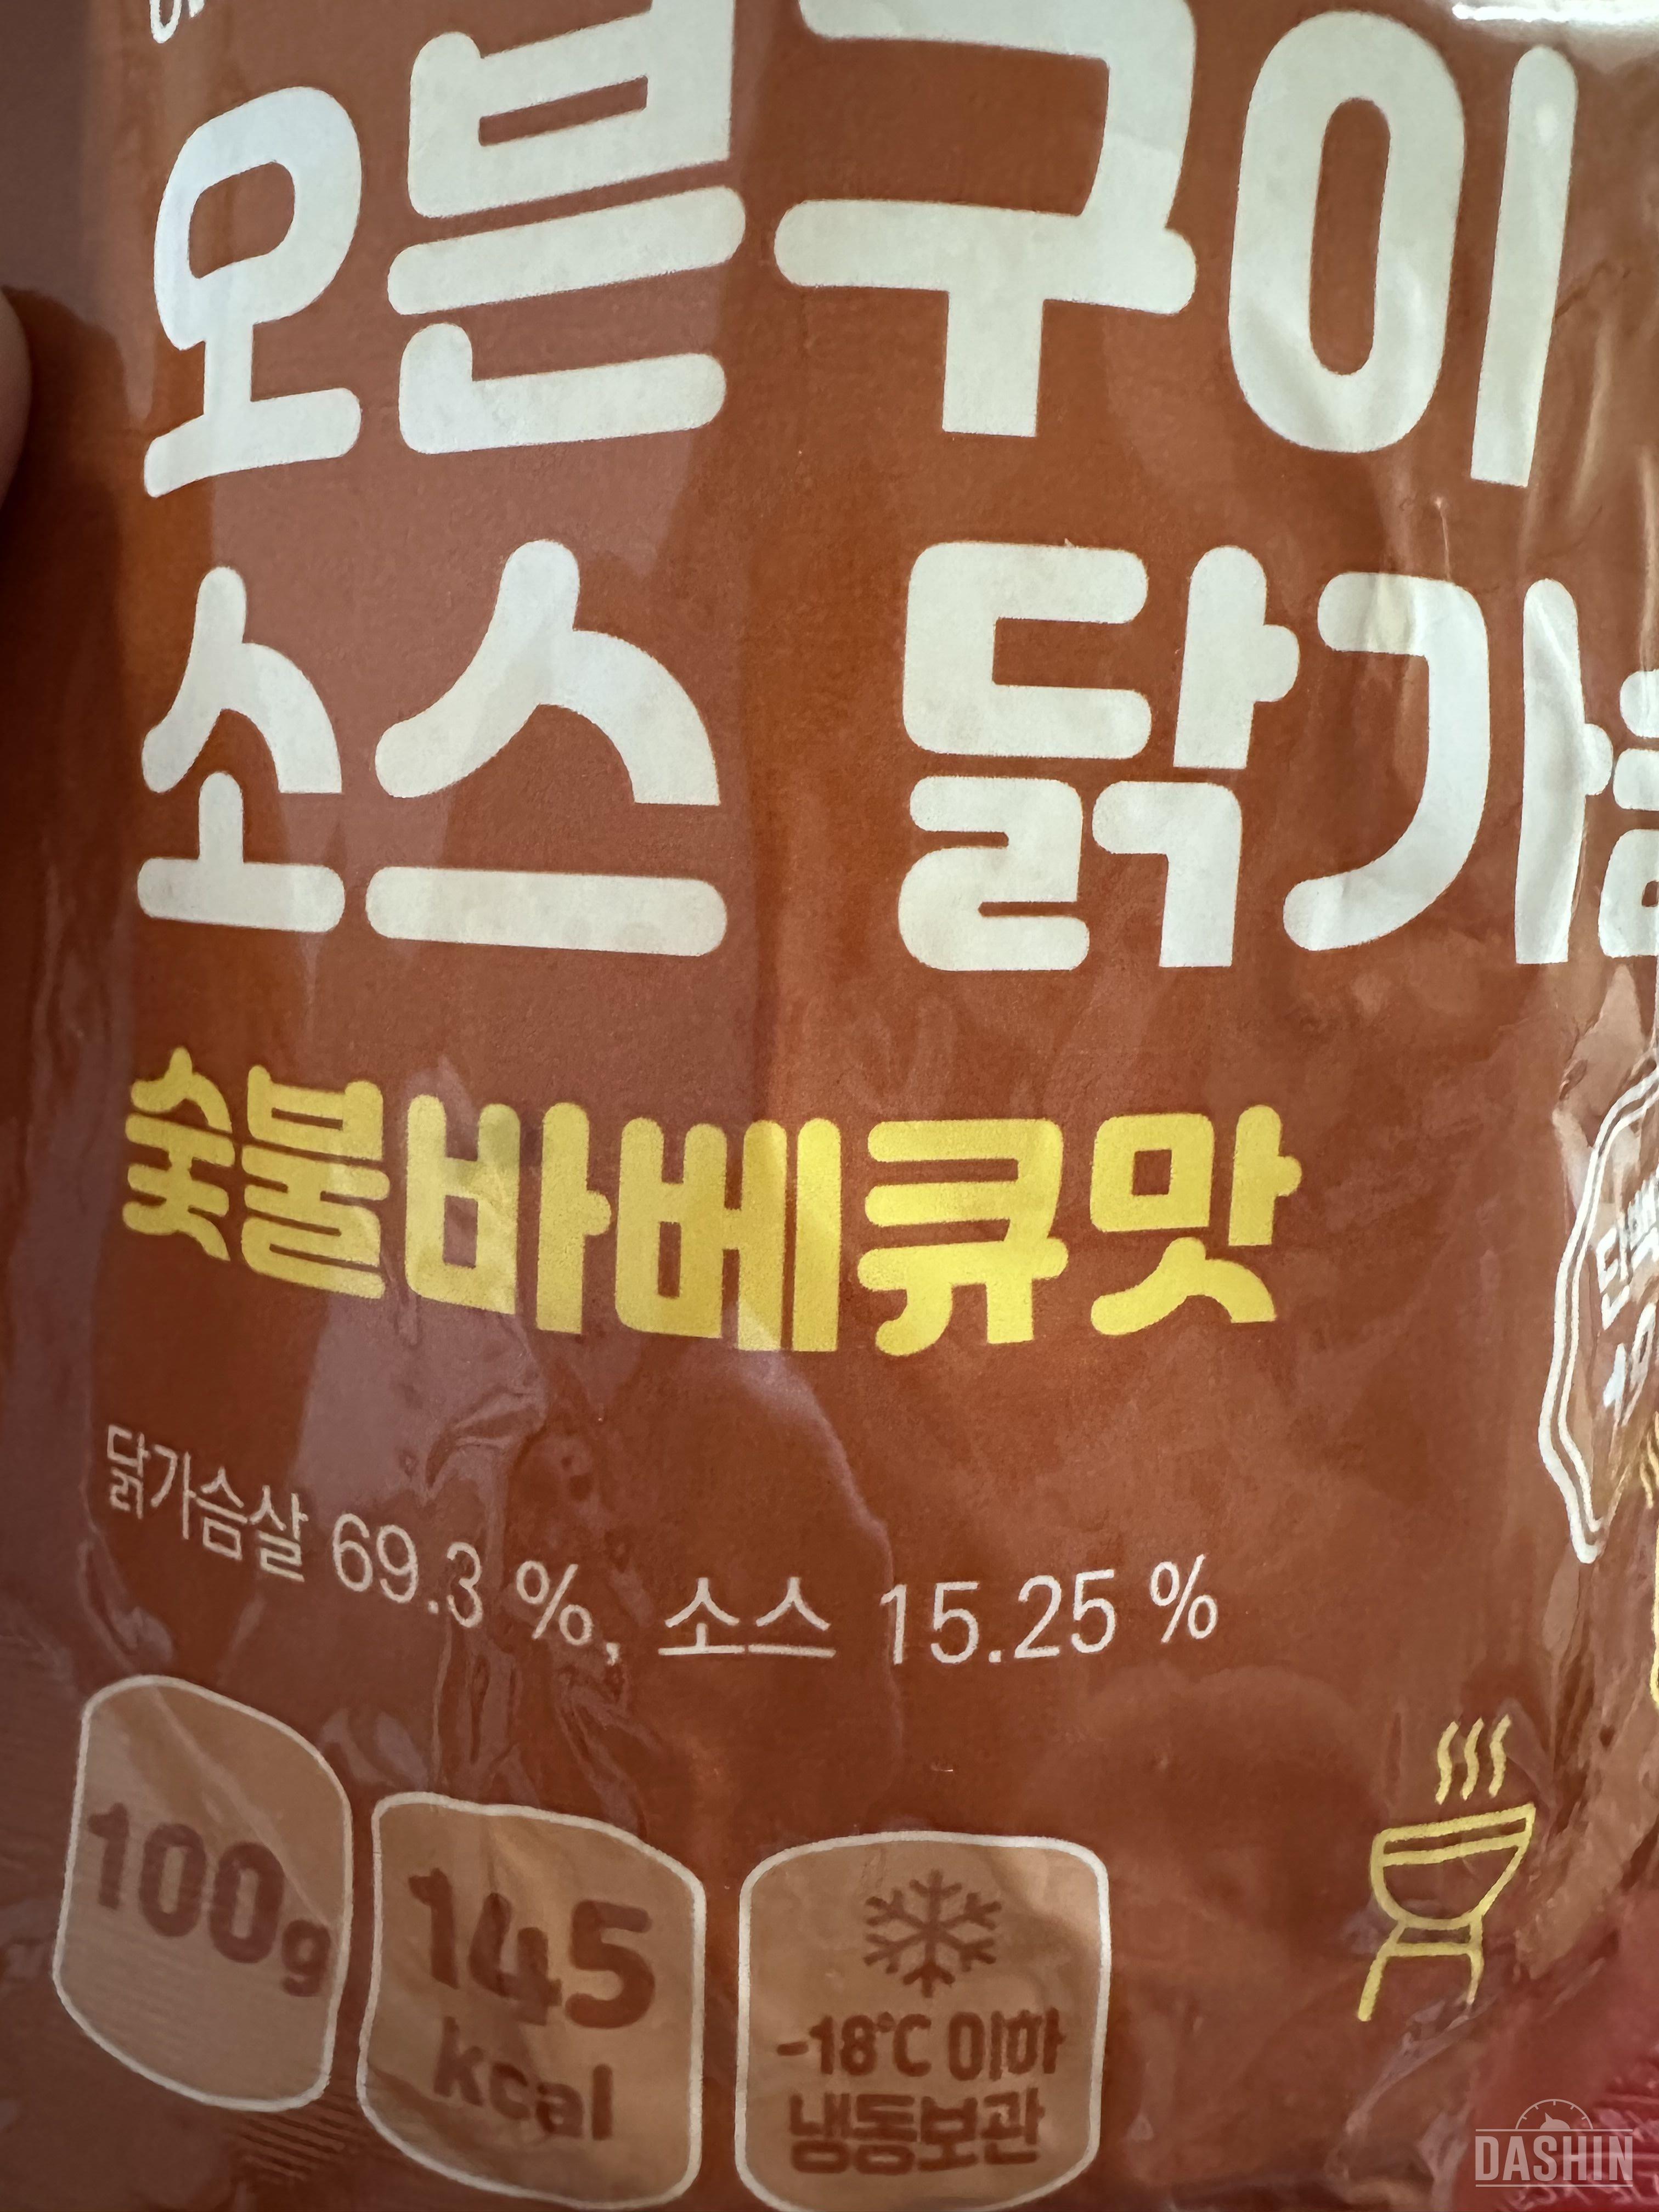 오븐구이
소스 닭가슴
숯불바베큐맛
닭가슴살 69.3 %, 소스 15.25 %
100g
145
kcal
-18℃ 이하
냉동보관
DASHIN